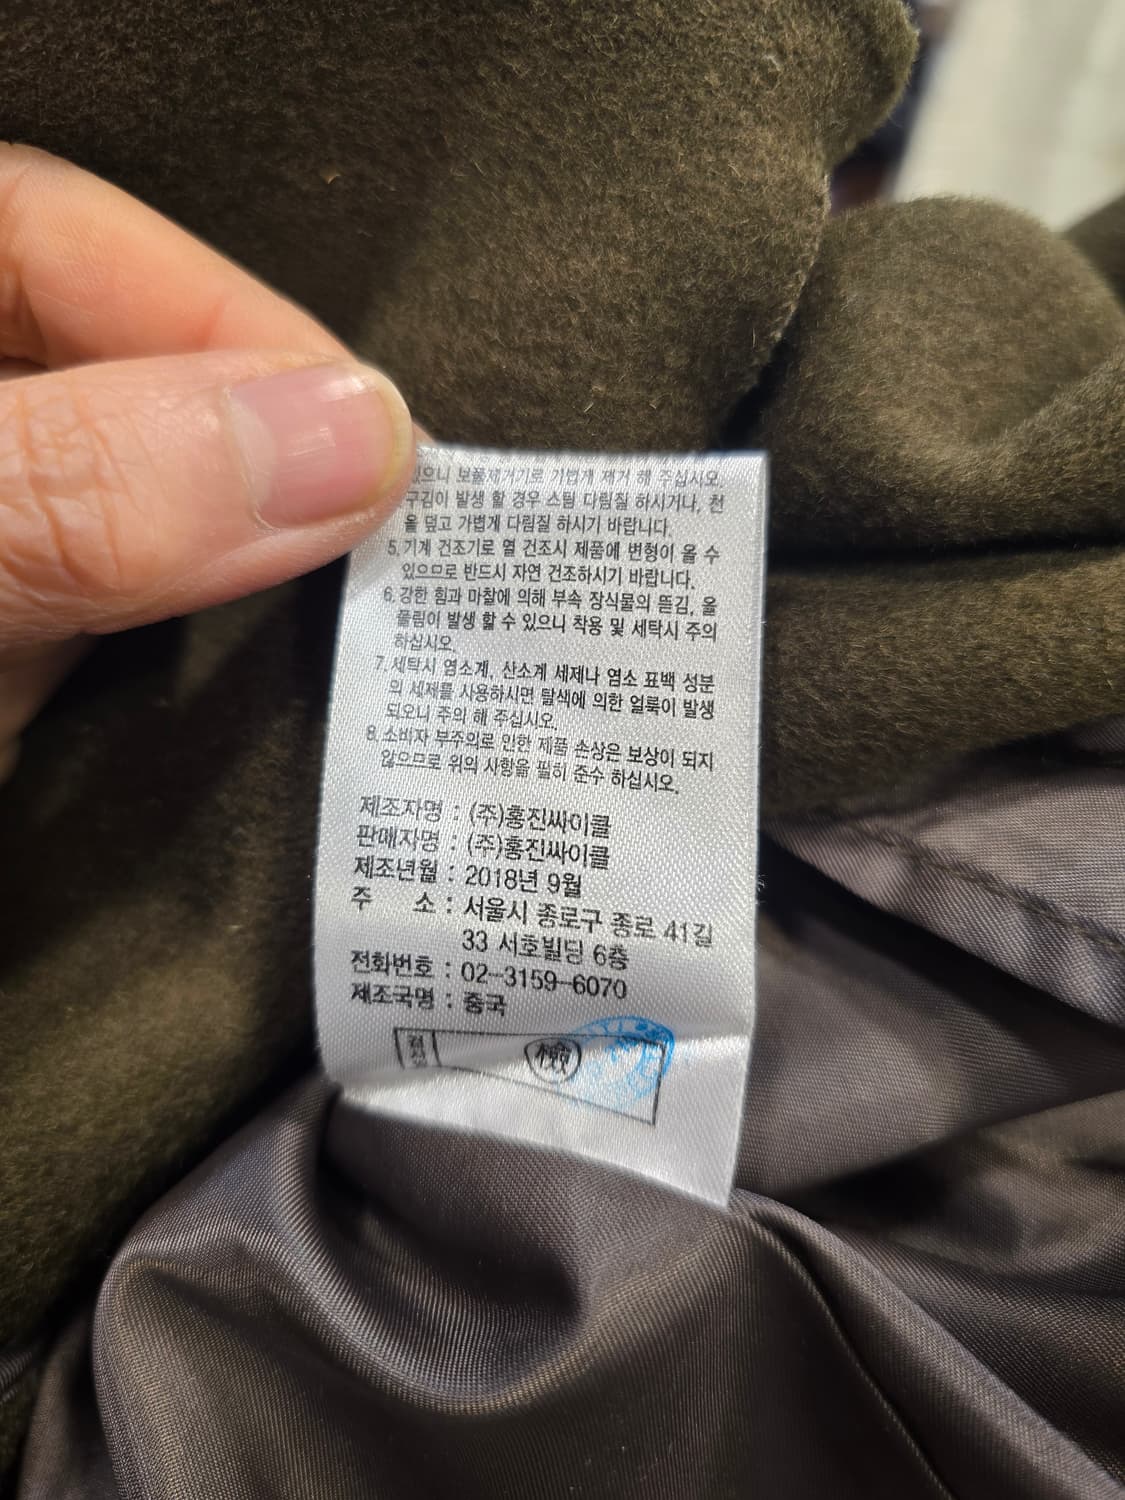 있으니 보풀제거기로 가볍게 제거 해 주십시오.
구김이 발생 할 경우 스팀 다림질 하시거나, 천
을 덮고 가볍게 다림질 하시기 바랍니다.
5. 기계 건조기로 열 건조시 제품에 변형이 올 수
있으므로 반드시 자연 건조하시기 바랍니다.
6. 강한 힘과 마찰에 의해 부속 장식물의 뜯김, 올
풀림이 발생 할 수 있으니 착용 및 세탁시 주의
하십시오.
7. 세탁시 염소계, 산소계 세제나 염소 표백 성분
의 세제를 사용하시면 탈색에 의한 얼룩이 발생
되오니 주의 해 주십시오.
8. 소비자 부주의로 인한 제품 손상은 보상이 되지
않으므로 위의 사항을 필히 준수 하십시오.
제조자명 : (주)홍진싸이클
판매자명 : (주)홍진싸이클
제조년월 : 2018년 9월
주 소 : 서울시 종로구 종로 41길
33 서호빌딩 6층
전화번호 : 02-3159-6070
제조국명 : 중국
檢